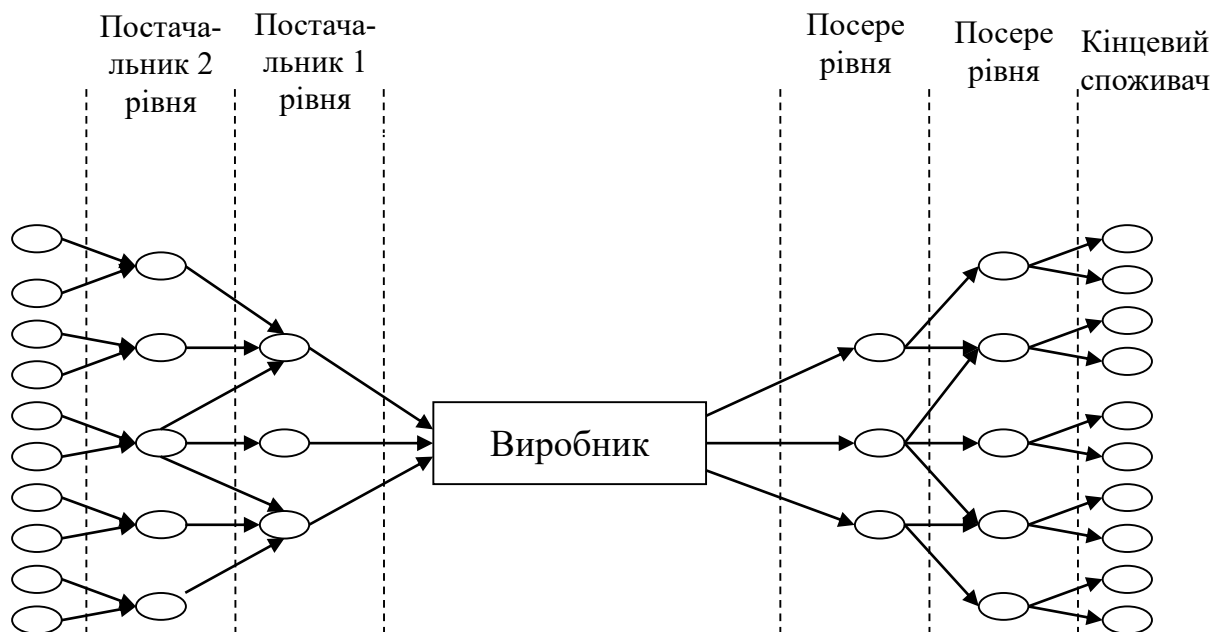 Постача-
льник 2
рівня
Постача-
льник 1
рівня
Посере
рівня
Посере
рівня
Кінцевий
споживач
Виробник